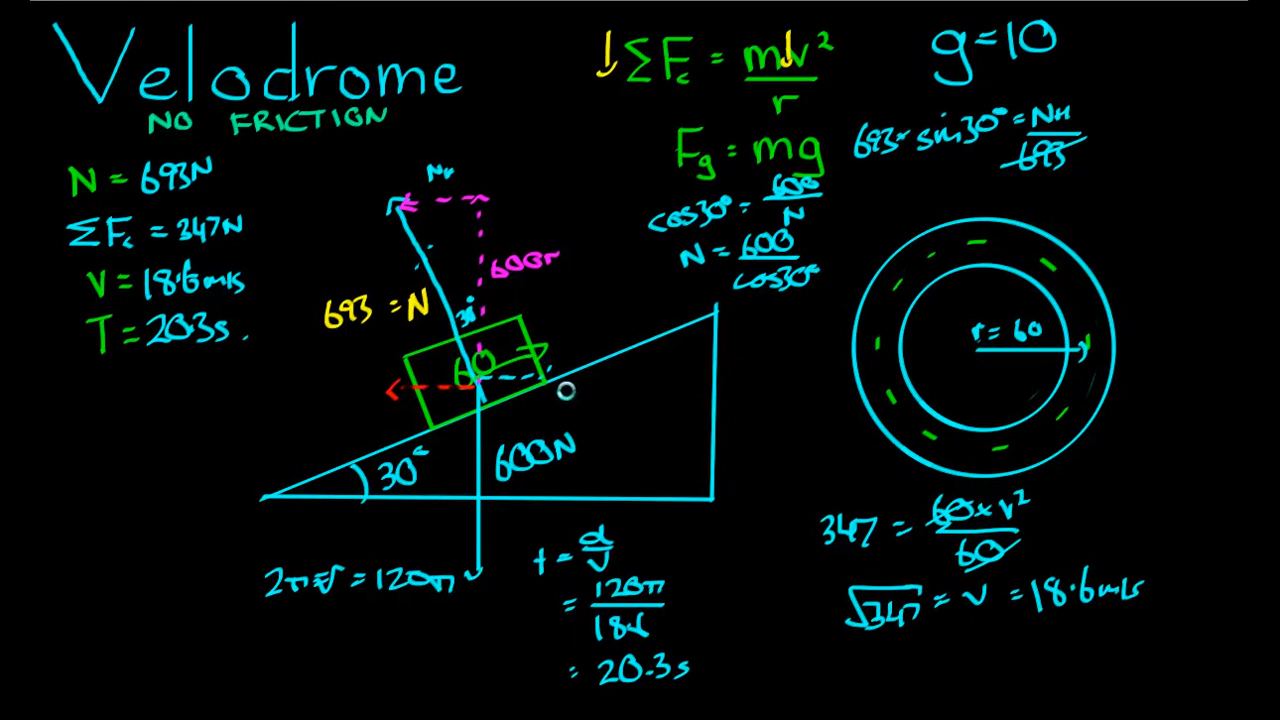 Velodrome
NO FRICTION
N = 693N
ΣFc = 347N
V = 18.6m/s
T = 20.3s.
↓ΣFc = mv²
r
g=10
Fg = mg
693× sin30° = NH
693
cos30° = 600
N
N = 600
cos30°
600N
693 = N
30°
60
600N
30°
r = 60
2πr = 120π
t = d
v
= 120π
18.6
= 20.3s
347 = 60 × v²
60
√347 = v = 18.6m/s